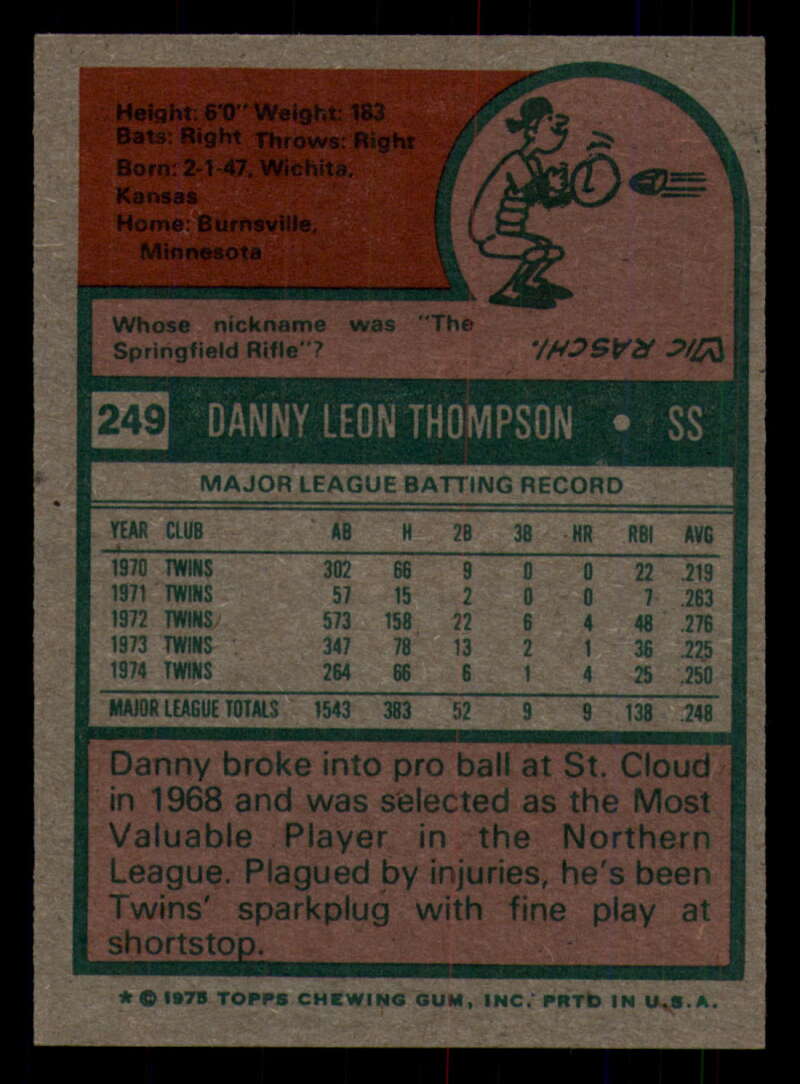 Height: 6'0" Weight: 183
Bats: Right Throws: Right
Born: 2-1-47, Wichita,
Kansas
Home: Burnsville,
Minnesota
Whose nickname was "The
Springfield Rifle"?
VIC RASCHI.
249 DANNY LEON THOMPSON • SS
MAJOR LEAGUE BATTING RECORD
YEAR CLUB AB H 2B 3B HR RBI AVG
1970 TWINS 302 66 9 0 0 22 .219
1971 TWINS 57 15 2 0 0 7 .263
1972 TWINS 573 158 22 6 4 48 .276
1973 TWINS 347 78 13 2 1 36 .225
1974 TWINS 264 66 6 1 4 25 .250
MAJOR LEAGUE TOTALS 1543 383 52 9 9 138 .248
Danny broke into pro ball at St. Cloud
in 1968 and was selected as the Most
Valuable Player in the Northern
League. Plagued by injuries, he's been
Twins' sparkplug with fine play at
shortstop.
* © 1975 TOPPS CHEWING GUM, INC. PRTD IN U.S.A.